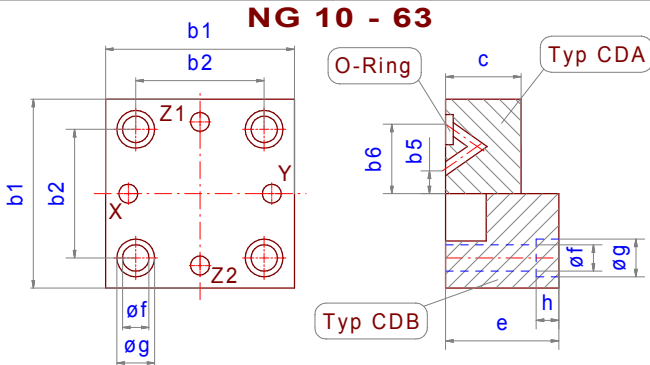 NG 10 - 63
b1
b2
O-Ring
c
Typ CDA
Z1
b1
b2
X
Y
b6
b5
Z2
øf
øg
øf
øg
h
Typ CDB
e